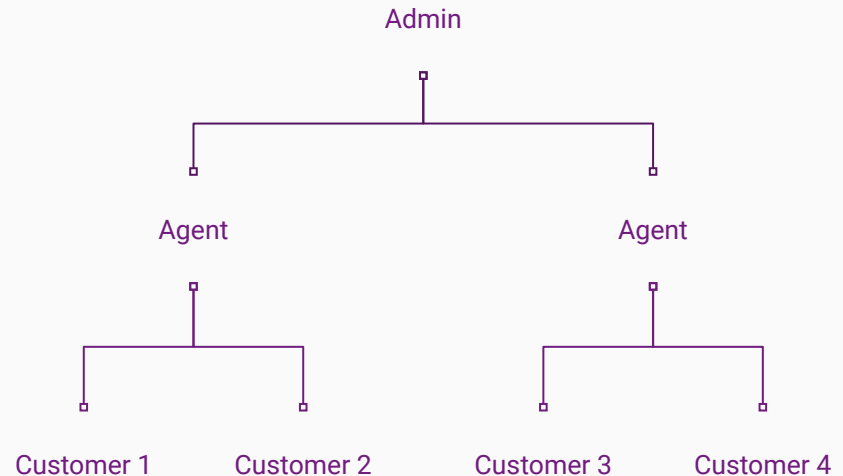 Admin
Agent
Agent
Customer 1
Customer 2
Customer 3
Customer 4